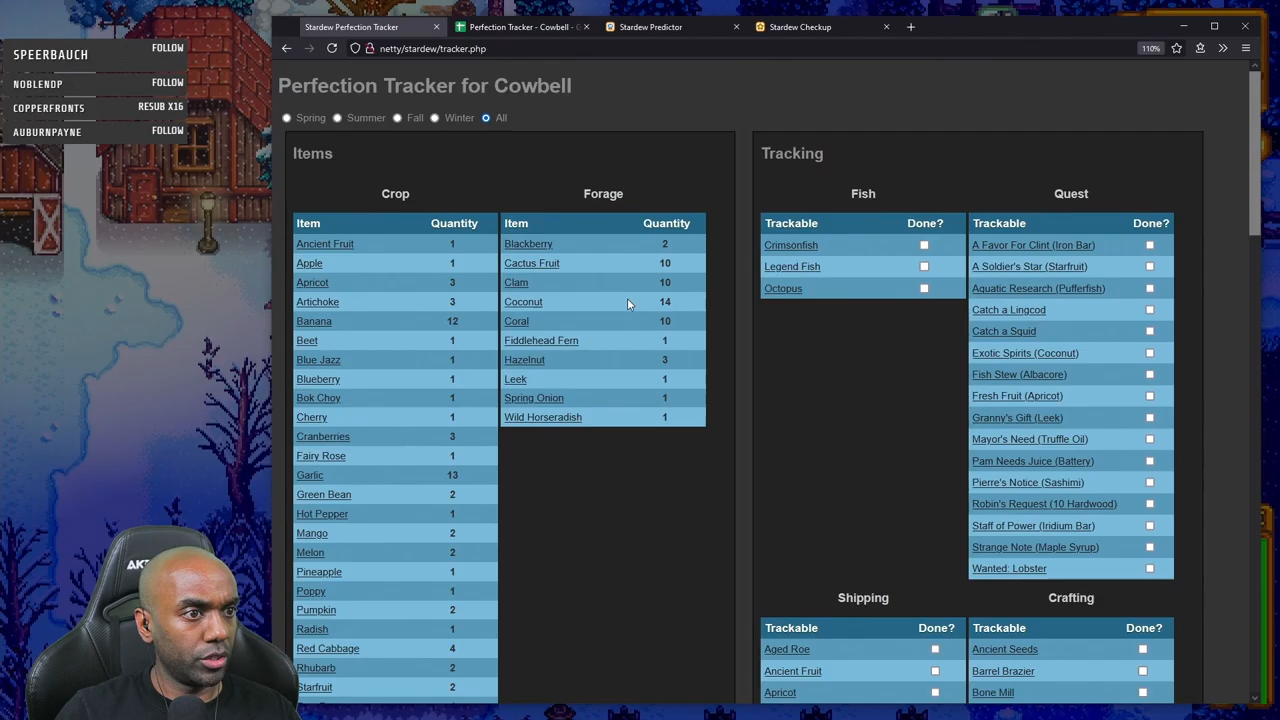 SPEERBAUCH FOLLOW
NOBLENDP FOLLOW
COPPERFRONTS RESUB X16
AUBURNPAYNE FOLLOW
Stardew Perfection Tracker
Perfection Tracker - Cowbell - G
Stardew Predictor
Stardew Checkup
netty/stardew/tracker.php
110%
Perfection Tracker for Cowbell
Spring Summer Fall Winter All
Items
Crop
Item Quantity
Ancient Fruit 1
Apple 1
Apricot 3
Artichoke 3
Banana 12
Beet 1
Blue Jazz 1
Blueberry 1
Bok Choy 1
Cherry 1
Cranberries 3
Fairy Rose 1
Garlic 13
Green Bean 2
Hot Pepper 1
Mango 2
Melon 2
Pineapple 1
Poppy 1
Pumpkin 2
Radish 1
Red Cabbage 4
Rhubarb 2
Starfruit 2
Forage
Item Quantity
Blackberry 2
Cactus Fruit 10
Clam 10
Coconut 14
Coral 10
Fiddlehead Fern 1
Hazelnut 3
Leek 1
Spring Onion 1
Wild Horseradish 1
Tracking
Fish
Trackable Done?
Crimsonfish
Legend Fish
Octopus
Quest
Trackable Done?
A Favor For Clint (Iron Bar)
A Soldier's Star (Starfruit)
Aquatic Research (Pufferfish)
Catch a Lingcod
Catch a Squid
Exotic Spirits (Coconut)
Fish Stew (Albacore)
Fresh Fruit (Apricot)
Granny's Gift (Leek)
Mayor's Need (Truffle Oil)
Pam Needs Juice (Battery)
Pierre's Notice (Sashimi)
Robin's Request (10 Hardwood)
Staff of Power (Iridium Bar)
Strange Note (Maple Syrup)
Wanted: Lobster
Shipping
Trackable Done?
Aged Roe
Ancient Fruit
Apricot
Crafting
Trackable Done?
Ancient Seeds
Barrel Brazier
Bone Mill